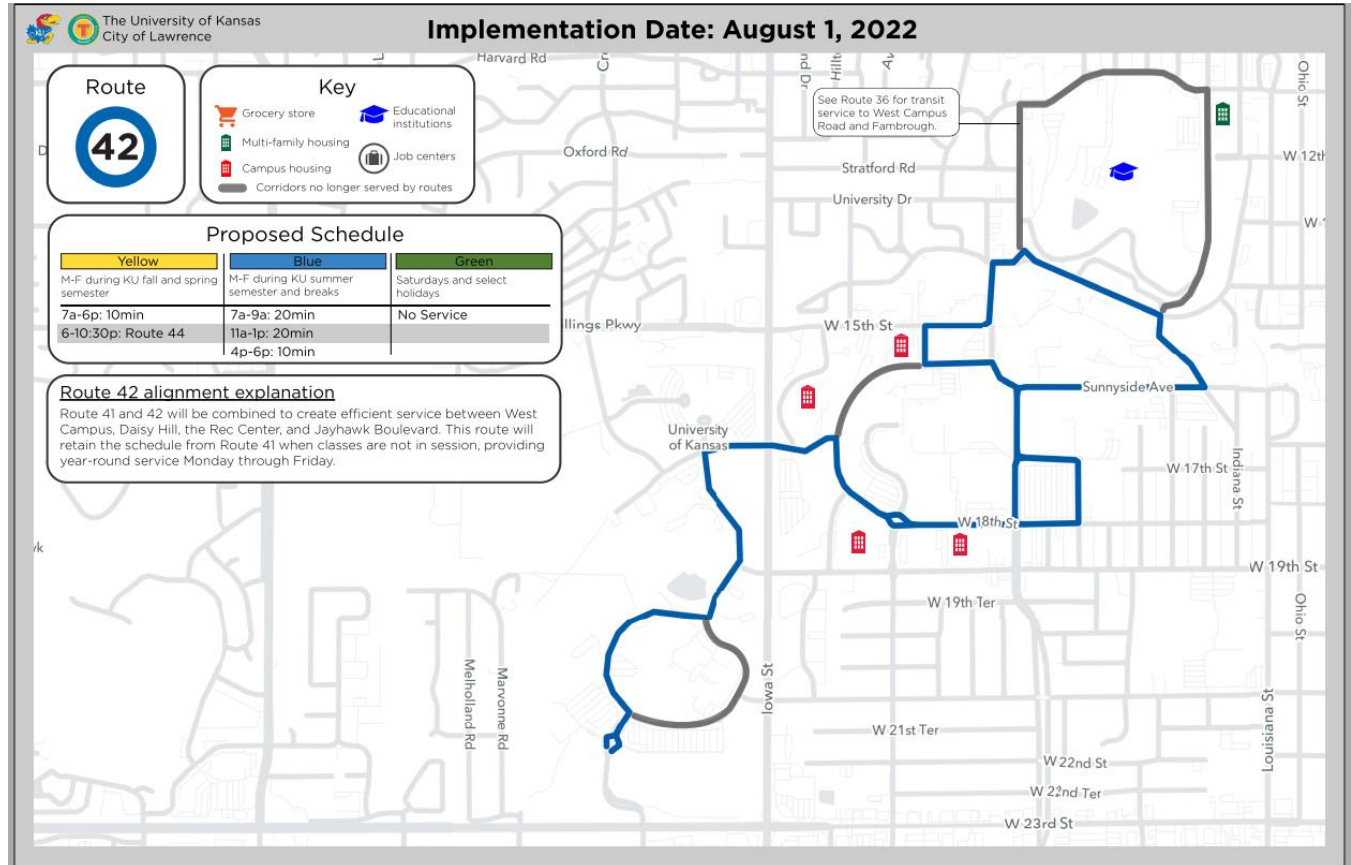 The University of Kansas
City of Lawrence
Implementation Date: August 1, 2022
Route
42
Key
Grocery store
Educational
institutions
Multi-family housing
Job centers
Campus housing
Corridors no longer served by routes
Proposed Schedule
Yellow
Blue
Green
M-F during KU fall and spring
semester
M-F during KU summer
semester and breaks
Saturdays and select
holidays
7a-6p: 10min
7a-9a: 20min
No Service
6-10:30p: Route 44
11a-1p: 20min
4p-6p: 10min
Route 42 alignment explanation
Route 41 and 42 will be combined to create efficient service between West
Campus, Daisy Hill, the Rec Center, and Jayhawk Boulevard. This route will
retain the schedule from Route 41 when classes are not in session, providing
year-round service Monday through Friday.
See Route 36 for transit
service to West Campus
Road and Fambrough.
Harvard Rd
Ohio St
Oxford Rd
W 12th
Stratford Rd
University Dr
W 15th St
Sunnyside Ave
University
of Kansas
W 17th St
Indiana St
W 18th St
W 19th St
W 19th Ter
Ohio St
Iowa St
Melholland Rd
Marvonne Rd
W 21st Ter
Louisiana St
W 22nd St
W 22nd Ter
W 23rd St